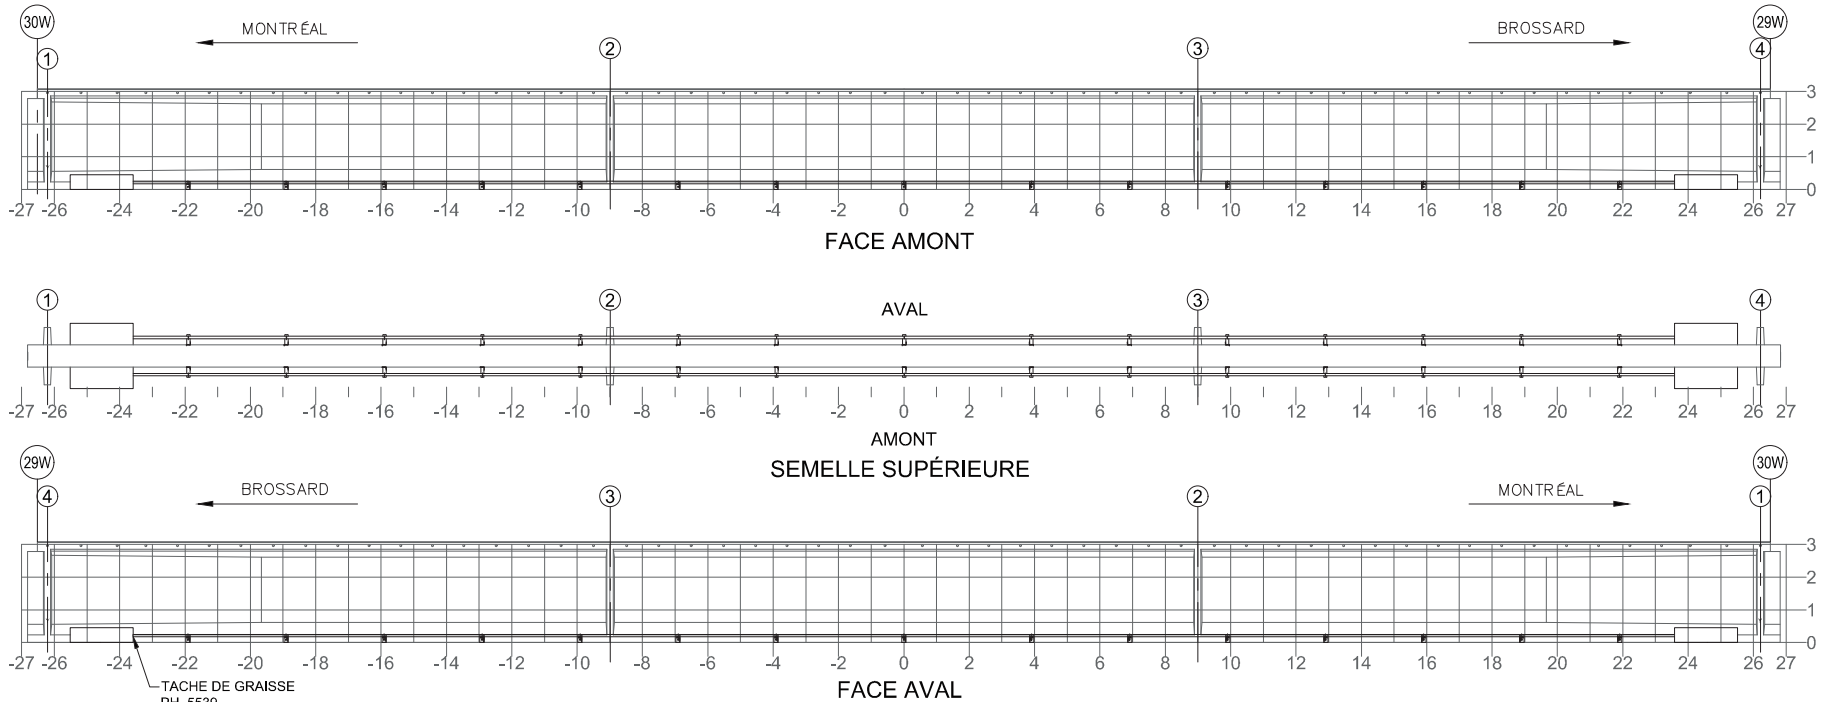 30W 29W
MONTRÉAL BROSSARD
1 2 3 4
3
2
1
0
-27 -26 -24 -22 -20 -18 -16 -14 -12 -10 -8 -6 -4 -2 0 2 4 6 8 10 12 14 16 18 20 22 24 26 27
FACE AMONT
1 2 3 4
AVAL
-27 -26 -24 -22 -20 -18 -16 -14 -12 -10 -8 -6 -4 -2 0 2 4 6 8 10 12 14 16 18 20 22 24 26 27
AMONT
SEMELLE SUPÉRIEURE
29W 30W
BROSSARD MONTRÉAL
4 3 2 1
3
2
1
0
-27 -26 -24 -22 -20 -18 -16 -14 -12 -10 -8 -6 -4 -2 0 2 4 6 8 10 12 14 16 18 20 22 24 26 27
TACHE DE GRAISSE
FACE AVAL